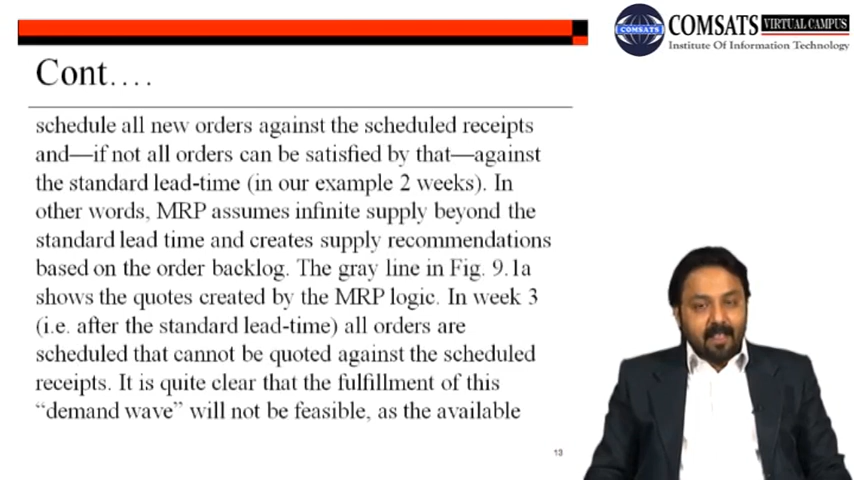 COMSATS VIRTUAL CAMPUS
COMSATS
Institute Of Information Technology
Cont....
schedule all new orders against the scheduled receipts
and—if not all orders can be satisfied by that—against
the standard lead-time (in our example 2 weeks). In
other words, MRP assumes infinite supply beyond the
standard lead time and creates supply recommendations
based on the order backlog. The gray line in Fig. 9.1a
shows the quotes created by the MRP logic. In week 3
(i.e. after the standard lead-time) all orders are
scheduled that cannot be quoted against the scheduled
receipts. It is quite clear that the fulfillment of this
“demand wave” will not be feasible, as the available
13